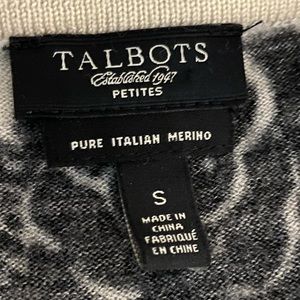 TALBOTS
Established 1947
PETITES
PURE ITALIAN MERINO
S
MADE IN
CHINA
FABRIQUÉ
EN CHINE